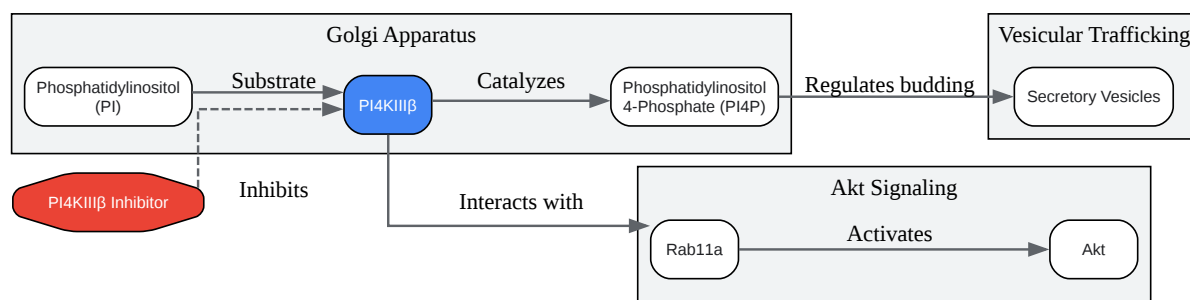 Golgi Apparatus
Vesicular Trafficking
Phosphatidylinositol
(PI)
Substrate
PI4KIIIβ
Catalyzes
Phosphatidylinositol
4-Phosphate (PI4P)
Regulates budding
Secretory Vesicles
PI4KIIIβ Inhibitor
Inhibits
Interacts with
Akt Signaling
Rab11a
Activates
Akt